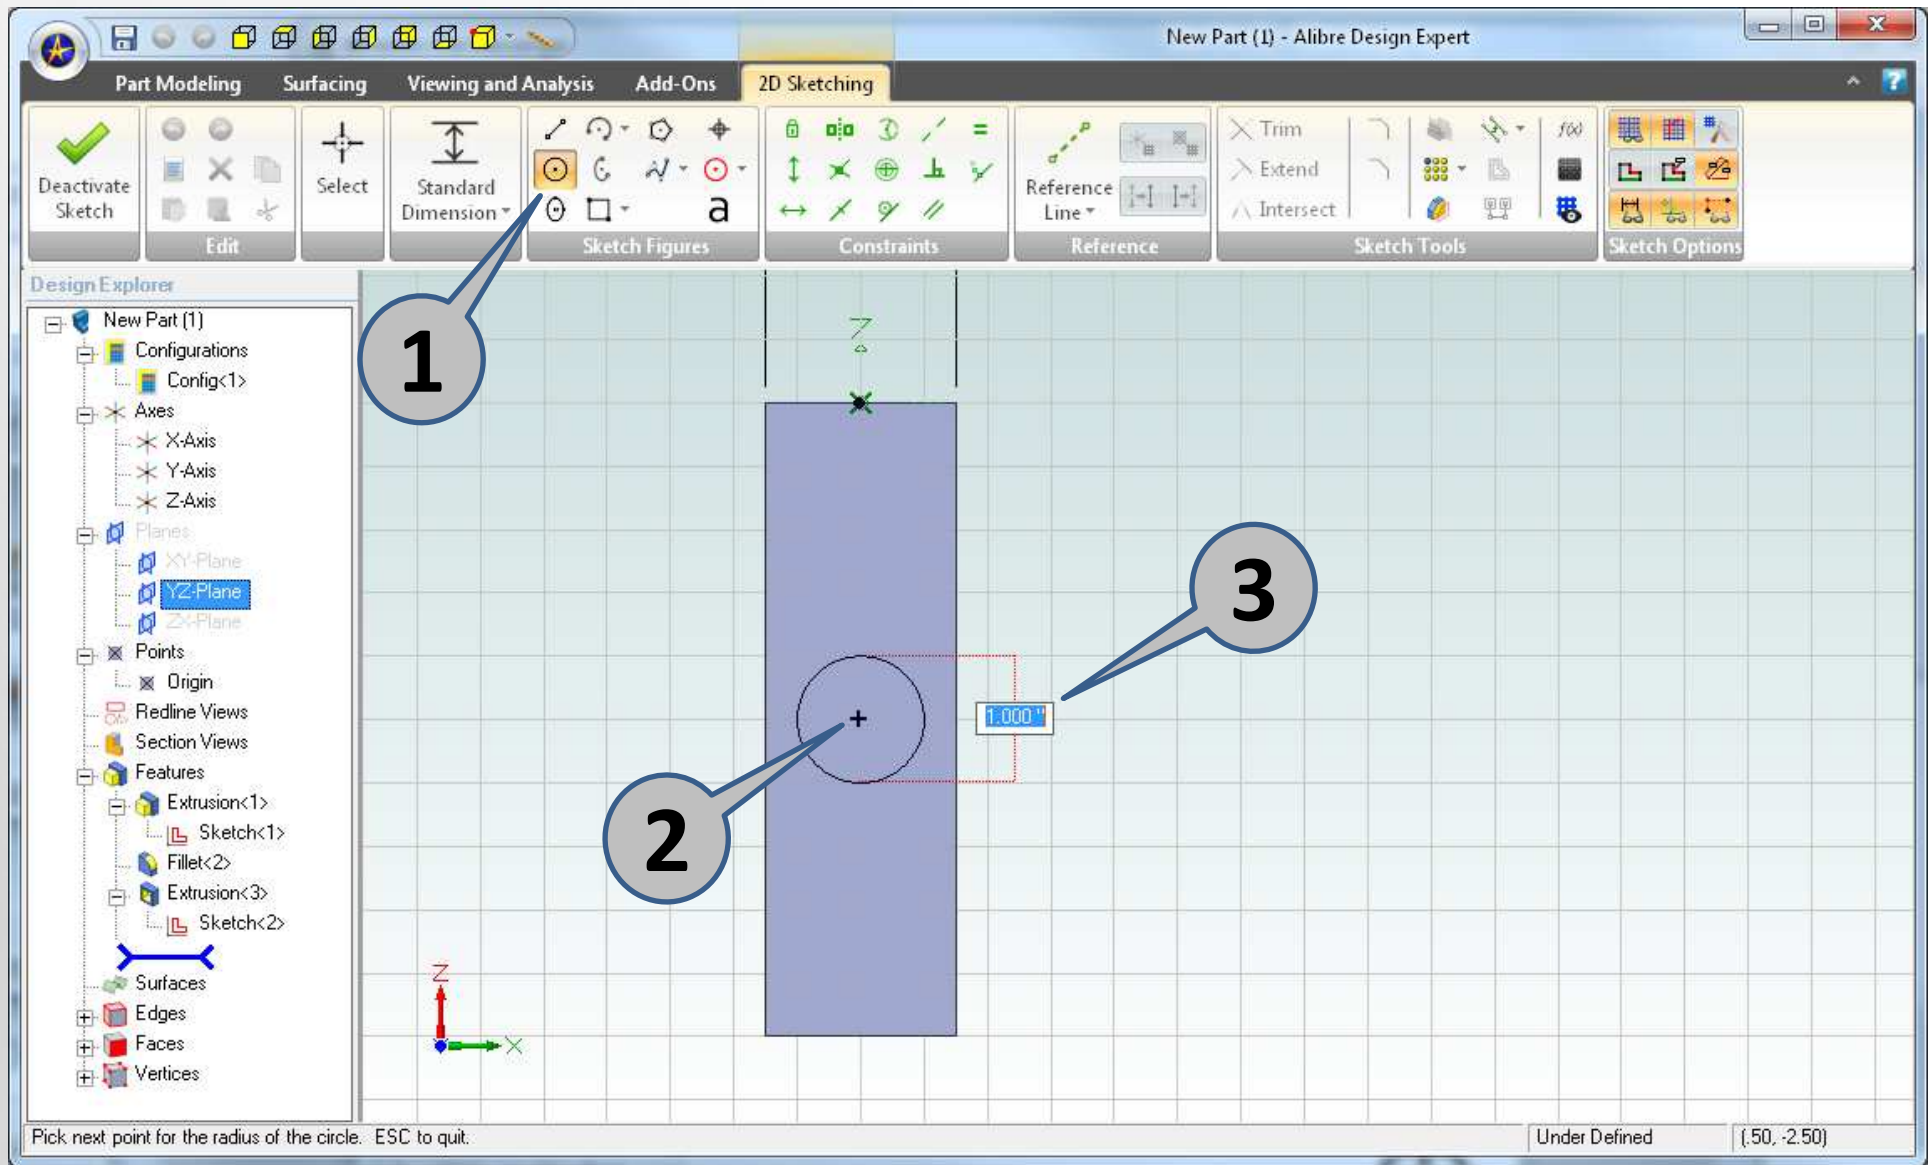 New Part (1) - Alibre Design Expert
Part Modeling Surfacing Viewing and Analysis Add-Ons 2D Sketching
Deactivate Sketch
Edit
Select
Standard Dimension
a
Sketch Figures
Constraints
Reference Line
Reference
Trim
Extend
Intersect
f(x)
Sketch Tools
Sketch Options
Design Explorer
New Part (1)
Configurations
Config<1>
Axes
X-Axis
Y-Axis
Z-Axis
Planes
XY-Plane
YZ-Plane
ZX-Plane
Points
Origin
Redline Views
Section Views
Features
Extrusion<1>
Sketch<1>
Fillet<2>
Extrusion<3>
Sketch<2>
Surfaces
Edges
Faces
Vertices
1
Z
3
1.000 "
2
Z
X
Pick next point for the radius of the circle. ESC to quit.
Under Defined
(.50, -2.50)